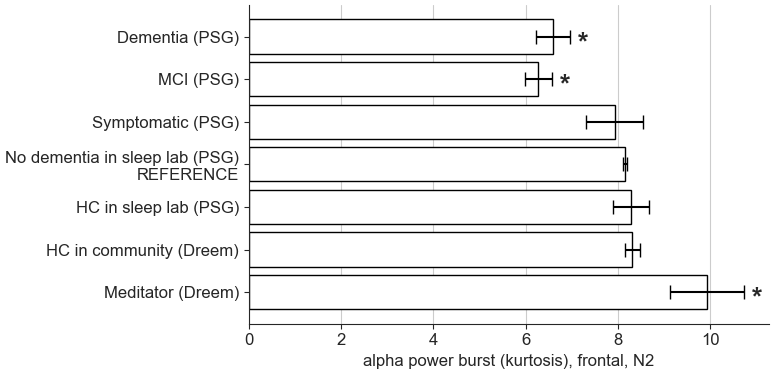 Dementia (PSG)
*
MCI (PSG)
*
Symptomatic (PSG)
No dementia in sleep lab (PSG)
REFERENCE
HC in sleep lab (PSG)
HC in community (Dreem)
Meditator (Dreem)
*
0 2 4 6 8 10
alpha power burst (kurtosis), frontal, N2